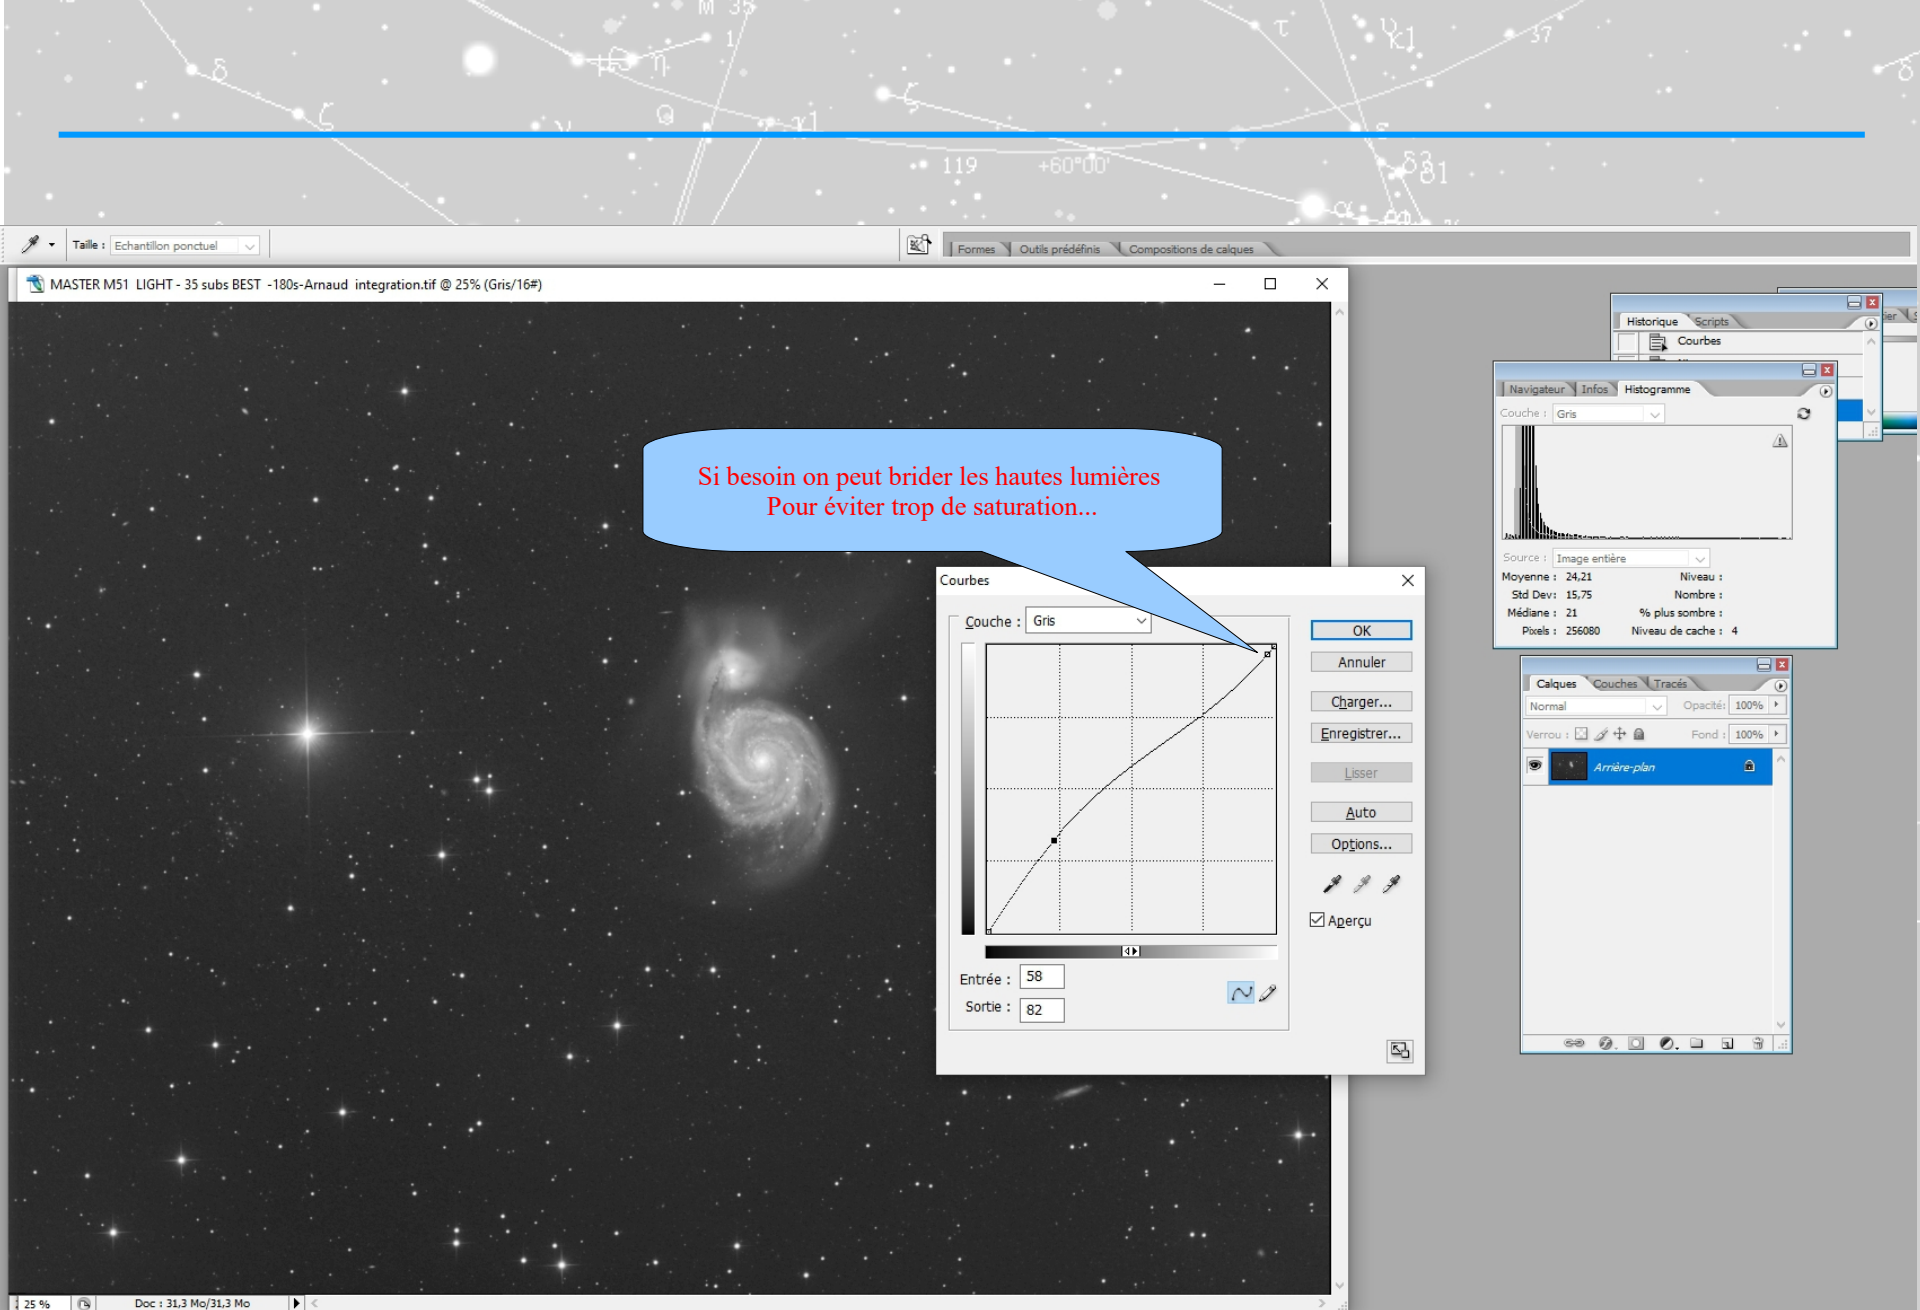 M 35
τ
37
κ1
1
δ
μ
η
δ
ζ
ζ
ν
χ1
ε
119
+60°00'
δ3
δ1
α
Taille :
Echantillon ponctuel
Formes
Outils prédéfinis
Compositions de calques
MASTER M51 LIGHT - 35 subs BEST -180s-Arnaud integration.tif @ 25% (Gris/16#)
Historique
Scripts
Courbes
Navigateur
Infos
Histogramme
Couche :
Gris
Source :
Image entière
Moyenne : 24,21
Niveau :
Std Dev: 15,75
Nombre :
Médiane : 21
% plus sombre :
Pixels : 256080
Niveau de cache : 4
Si besoin on peut brider les hautes lumières
Pour éviter trop de saturation...
Courbes
Couche :
Gris
OK
Annuler
Charger...
Enregistrer...
Lisser
Auto
Options...
Aperçu
Entrée :
58
Sortie :
82
Calques
Couches
Tracés
Normal
Opacité:
100%
Verrou :
Fond :
100%
Arrière-plan
25 %
Doc : 31,3 Mo/31,3 Mo